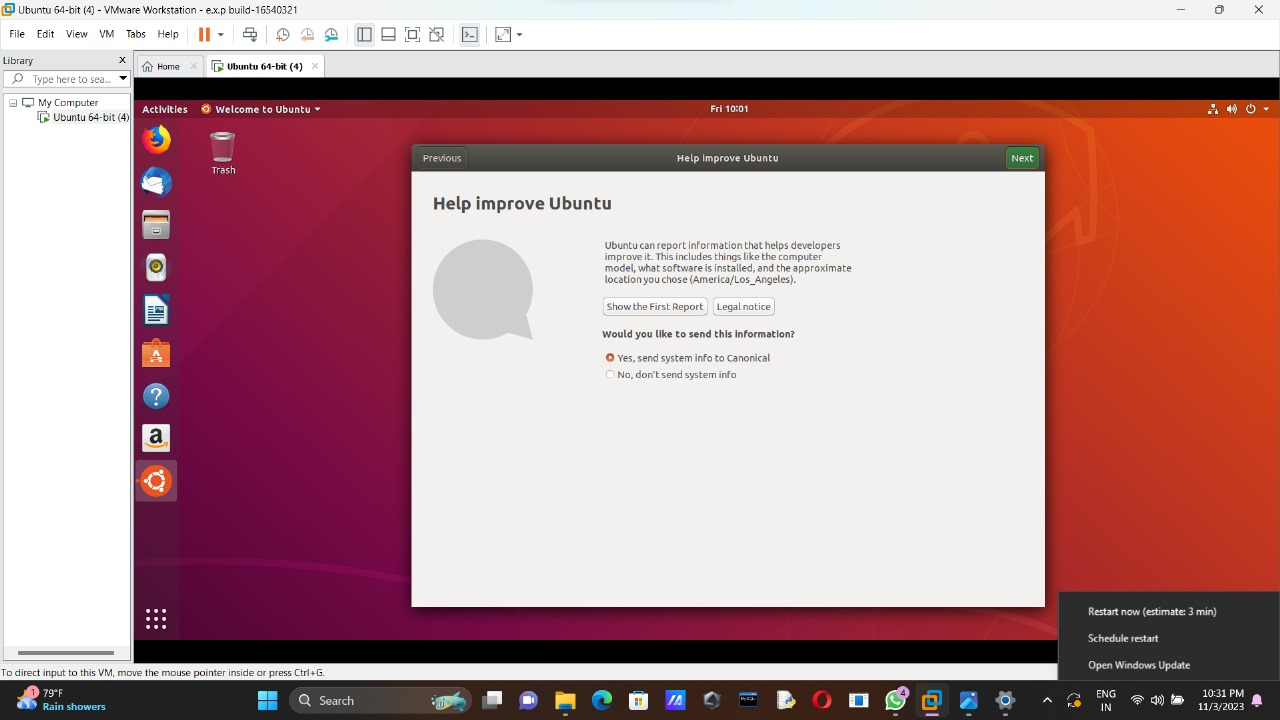 Ubuntu 64-bit (4) - VMware Workstation - e.x.p build-16540321
File Edit View VM Tabs Help
Library
Type here to sea...
My Computer
Ubuntu 64-bit (4)
Home
Ubuntu 64-bit (4)
Activities
Welcome to Ubuntu
Fri 10:01
Trash
Previous
Help improve Ubuntu
Next
Help improve Ubuntu
Ubuntu can report information that helps developers
improve it. This includes things like the computer
model, what software is installed, and the approximate
location you chose (America/Los_Angeles).
Show the First Report
Legal notice
Would you like to send this information?
Yes, send system info to Canonical
No, don't send system info
Restart now (estimate: 3 min)
Schedule restart
Open Windows Update
To direct input to this VM, move the mouse pointer inside or press Ctrl+G.
1
79°F
Rain showers
Search
4
ENG
IN
10:31 PM
11/3/2023